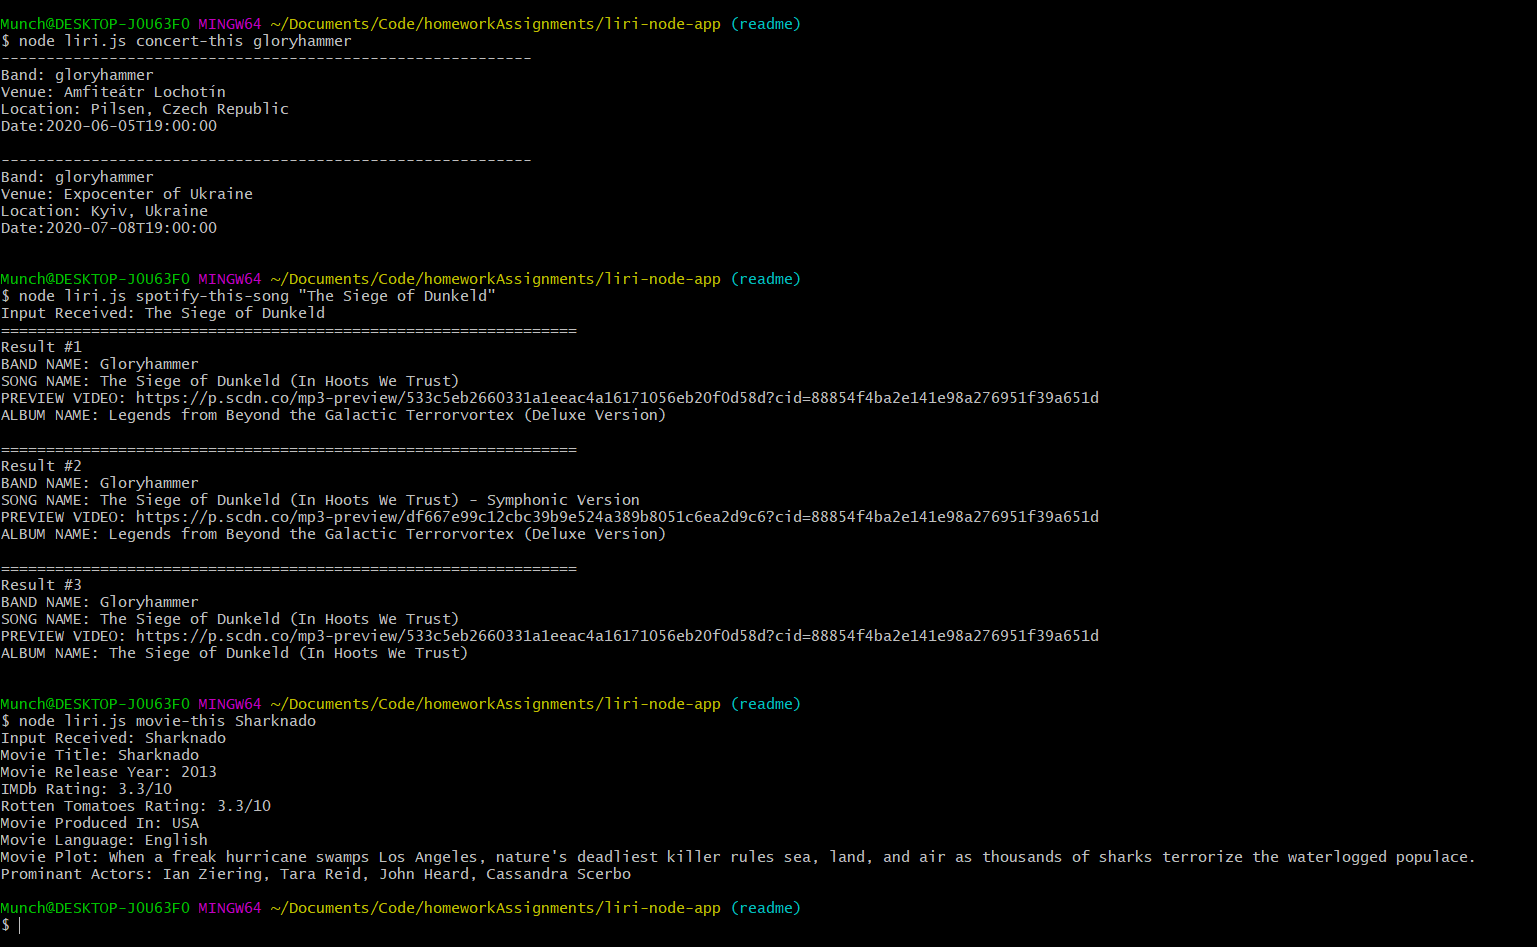 Munch@DESKTOP-JOU63FO MINGW64 ~/Documents/Code/homeworkAssignments/liri-node-app (readme)
$ node liri.js concert-this gloryhammer
-----------------------------------------------------------
Band: gloryhammer
Venue: Amfiteátr Lochotín
Location: Pilsen, Czech Republic
Date:2020-06-05T19:00:00
-----------------------------------------------------------
Band: gloryhammer
Venue: Expocenter of Ukraine
Location: Kyiv, Ukraine
Date:2020-07-08T19:00:00
Munch@DESKTOP-JOU63FO MINGW64 ~/Documents/Code/homeworkAssignments/liri-node-app (readme)
$ node liri.js spotify-this-song "The Siege of Dunkeld"
Input Received: The Siege of Dunkeld
================================================================
Result #1
BAND NAME: Gloryhammer
SONG NAME: The Siege of Dunkeld (In Hoots We Trust)
PREVIEW VIDEO: https://p.scdn.co/mp3-preview/533c5eb2660331a1eeac4a16171056eb20f0d58d?cid=88854f4ba2e141e98a276951f39a651d
ALBUM NAME: Legends from Beyond the Galactic Terrorvortex (Deluxe Version)
================================================================
Result #2
BAND NAME: Gloryhammer
SONG NAME: The Siege of Dunkeld (In Hoots We Trust) - Symphonic Version
PREVIEW VIDEO: https://p.scdn.co/mp3-preview/df667e99c12cbc39b9e524a389b8051c6ea2d9c6?cid=88854f4ba2e141e98a276951f39a651d
ALBUM NAME: Legends from Beyond the Galactic Terrorvortex (Deluxe Version)
================================================================
Result #3
BAND NAME: Gloryhammer
SONG NAME: The Siege of Dunkeld (In Hoots We Trust)
PREVIEW VIDEO: https://p.scdn.co/mp3-preview/533c5eb2660331a1eeac4a16171056eb20f0d58d?cid=88854f4ba2e141e98a276951f39a651d
ALBUM NAME: The Siege of Dunkeld (In Hoots We Trust)
Munch@DESKTOP-JOU63FO MINGW64 ~/Documents/Code/homeworkAssignments/liri-node-app (readme)
$ node liri.js movie-this Sharknado
Input Received: Sharknado
Movie Title: Sharknado
Movie Release Year: 2013
IMDb Rating: 3.3/10
Rotten Tomatoes Rating: 3.3/10
Movie Produced In: USA
Movie Language: English
Movie Plot: When a freak hurricane swamps Los Angeles, nature's deadliest killer rules sea, land, and air as thousands of sharks terrorize the waterlogged populace.
Prominant Actors: Ian Ziering, Tara Reid, John Heard, Cassandra Scerbo
Munch@DESKTOP-JOU63FO MINGW64 ~/Documents/Code/homeworkAssignments/liri-node-app (readme)
$